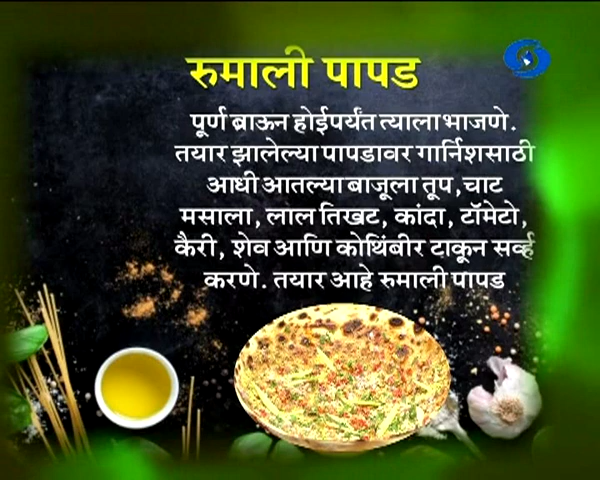 रुमाली पापड
पूर्ण ब्राऊन होईपर्यंत त्याला भाजणे.
तयार झालेल्या पापडावर गार्निशसाठी
आधी आतल्या बाजूला तूप,चाट
मसाला, लाल तिखट, कांदा, टॉमेटो,
कैरी, शेव आणि कोथिंबीर टाकून सर्व्ह
करणे. तयार आहे रुमाली पापड